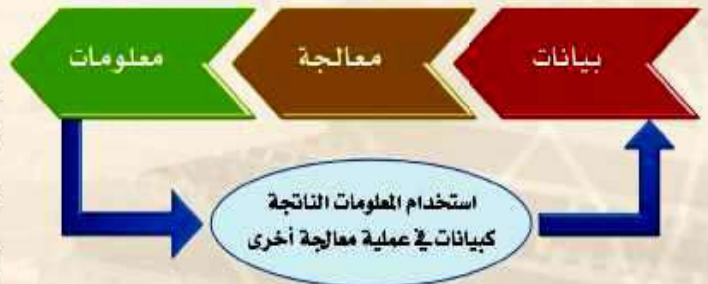 بيانات
معالجة
معلومات
استخدام المعلومات الناتجة
كبيانات في عملية معالجة أخرى